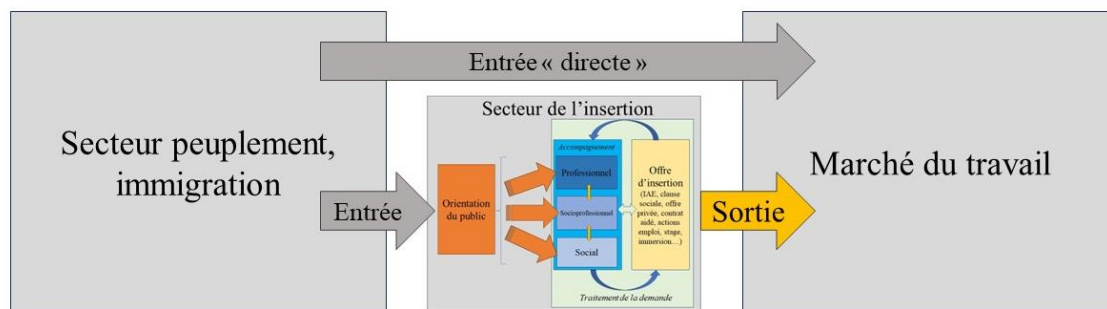 Secteur peuplement,
immigration
Entrée « directe »
Entrée
Secteur de l’insertion
Orientation
du public
Accompagnement
Professionnel
Socioprofessionnel
Social
Offre
d’insertion
(IAE, clause
sociale, offre
privée, contrat
aidé, actions
emploi, stage,
immersion…)
Traitement de la demande
Sortie
Marché du travail